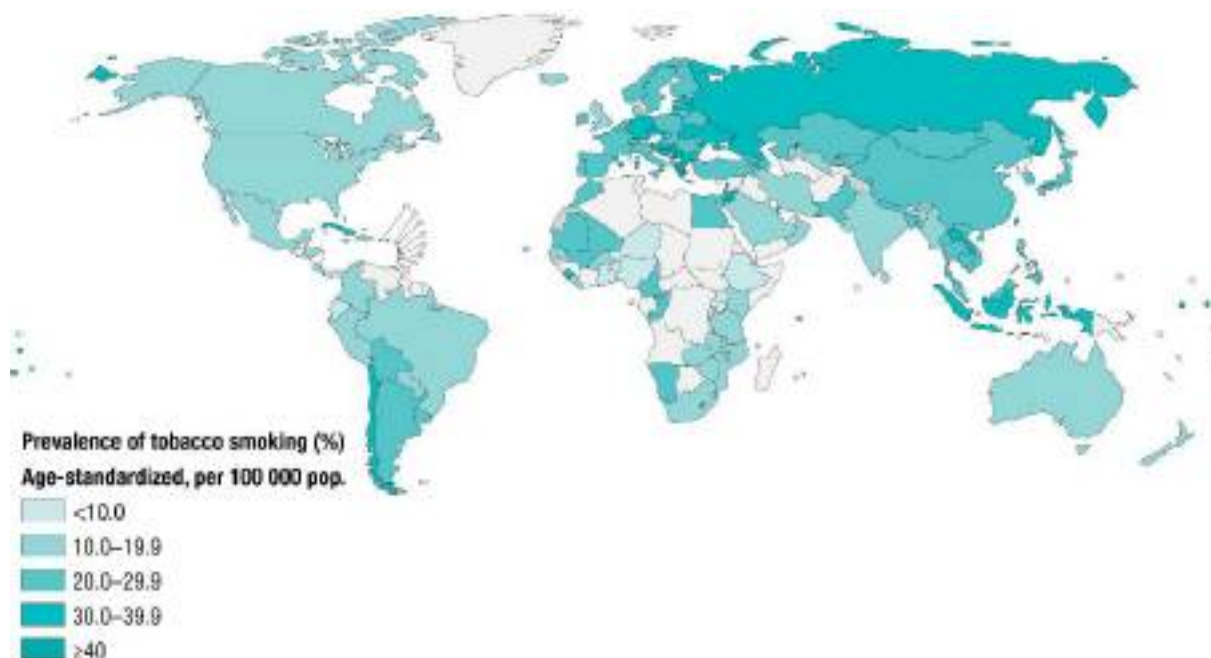 Prevalence of tobacco smoking (%)
Age-standardized, per 100 000 pop.
<10.0
10.0–19.9
20.0–29.9
30.0–39.9
≥40